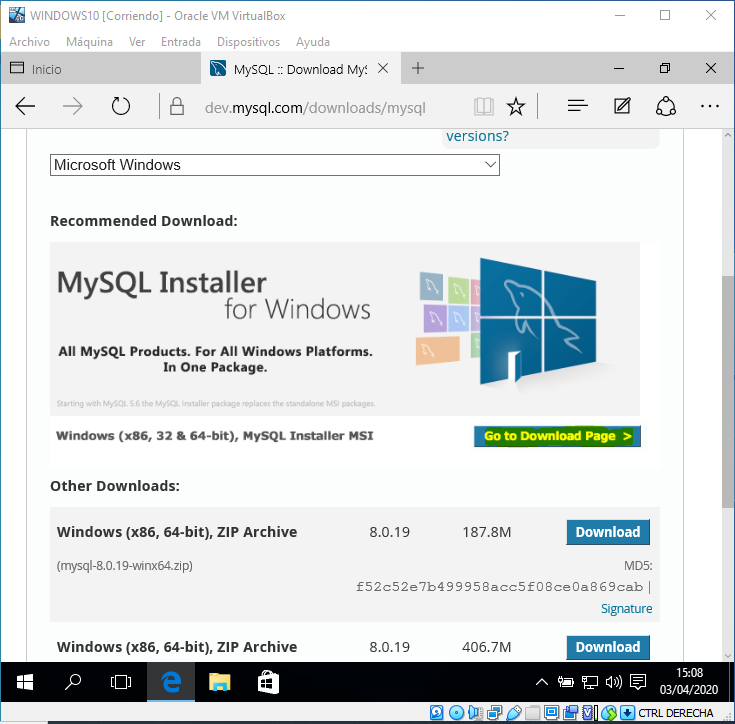 WINDOWS10 [Corriendo] - Oracle VM VirtualBox
Archivo Máquina Ver Entrada Dispositivos Ayuda
Inicio
MySQL :: Download MyS
dev.mysql.com/downloads/mysql
versions?
Microsoft Windows
Recommended Download:
MySQL Installer
for Windows
All MySQL Products. For All Windows Platforms.
In One Package.
Starting with MySQL 5.6 the MySQL Installer package replaces the standalone MSI packages.
Windows (x86, 32 & 64-bit), MySQL Installer MSI
Go to Download Page >
Other Downloads:
Windows (x86, 64-bit), ZIP Archive 8.0.19 187.8M Download
(mysql-8.0.19-winx64.zip) MD5:
f52c52e7b499958acc5f08ce0a869cab |
Signature
Windows (x86, 64-bit), ZIP Archive 8.0.19 406.7M Download
15:08
03/04/2020
CTRL DERECHA